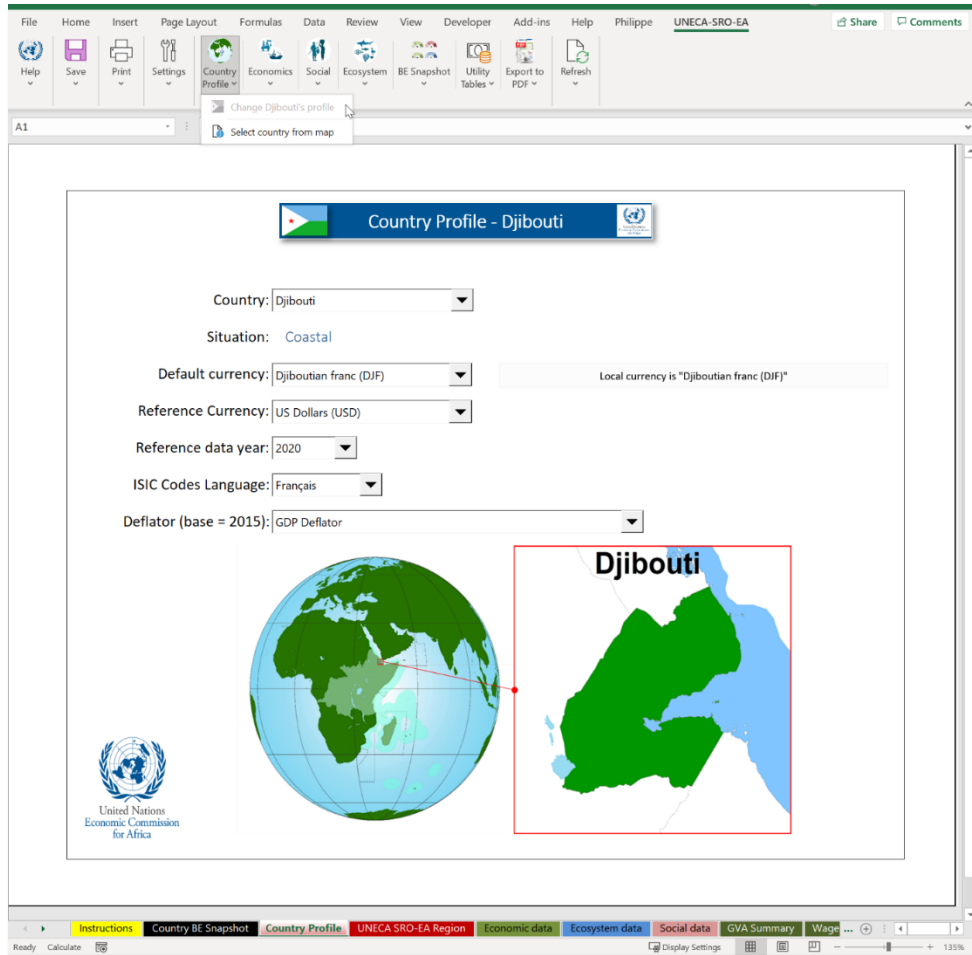 File Home Insert Page Layout Formulas Data Review View Developer Add-ins Help Philippe UNECA-SRO-EA Share Comments
Help Save Print Settings Country Profile Economics Social Ecosystem BE Snapshot Utility Tables Export to PDF Refresh
Change Djibouti's profile
A1
Select country from map
Country Profile - Djibouti
Country: Djibouti
Situation: Coastal
Default currency: Djiboutian franc (DJF) Local currency is "Djiboutian franc (DJF)"
Reference Currency: US Dollars (USD)
Reference data year: 2020
ISIC Codes Language: Français
Deflator (base = 2015): GDP Deflator
Djibouti
United Nations
Economic Commission
for Africa
Instructions Country BE Snapshot Country Profile UNECA SRO-EA Region Economic data Ecosystem data Social data GVA Summary Wage ...
Ready Calculate Display Settings 135%